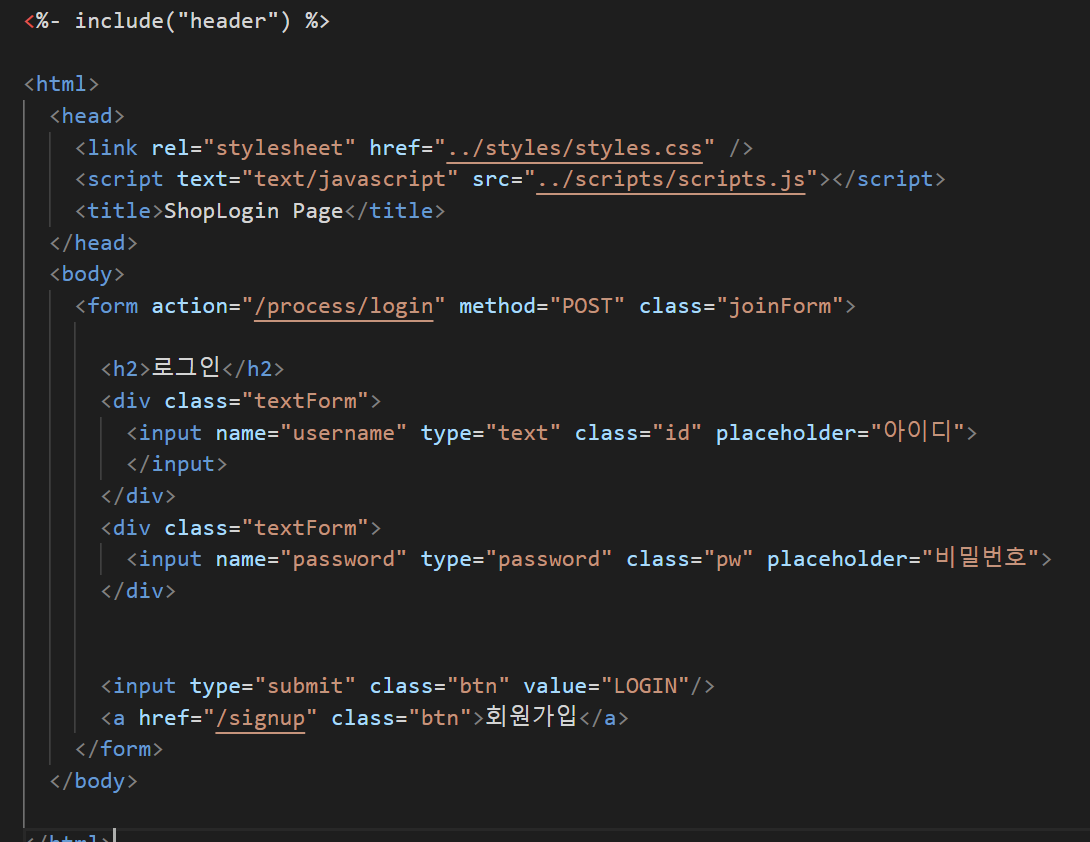 <%- include("header") %>
<html>
<head>
<link rel="stylesheet" href="../styles/styles.css" />
<script text="text/javascript" src="../scripts/scripts.js"></script>
<title>ShopLogin Page</title>
</head>
<body>
<form action="/process/login" method="POST" class="joinForm">
<h2>로그인</h2>
<div class="textForm">
<input name="username" type="text" class="id" placeholder="아이디">
</input>
</div>
<div class="textForm">
<input name="password" type="password" class="pw" placeholder="비밀번호">
</div>
<input type="submit" class="btn" value="LOGIN"/>
<a href="/signup" class="btn">회원가입</a>
</form>
</body>
</html>